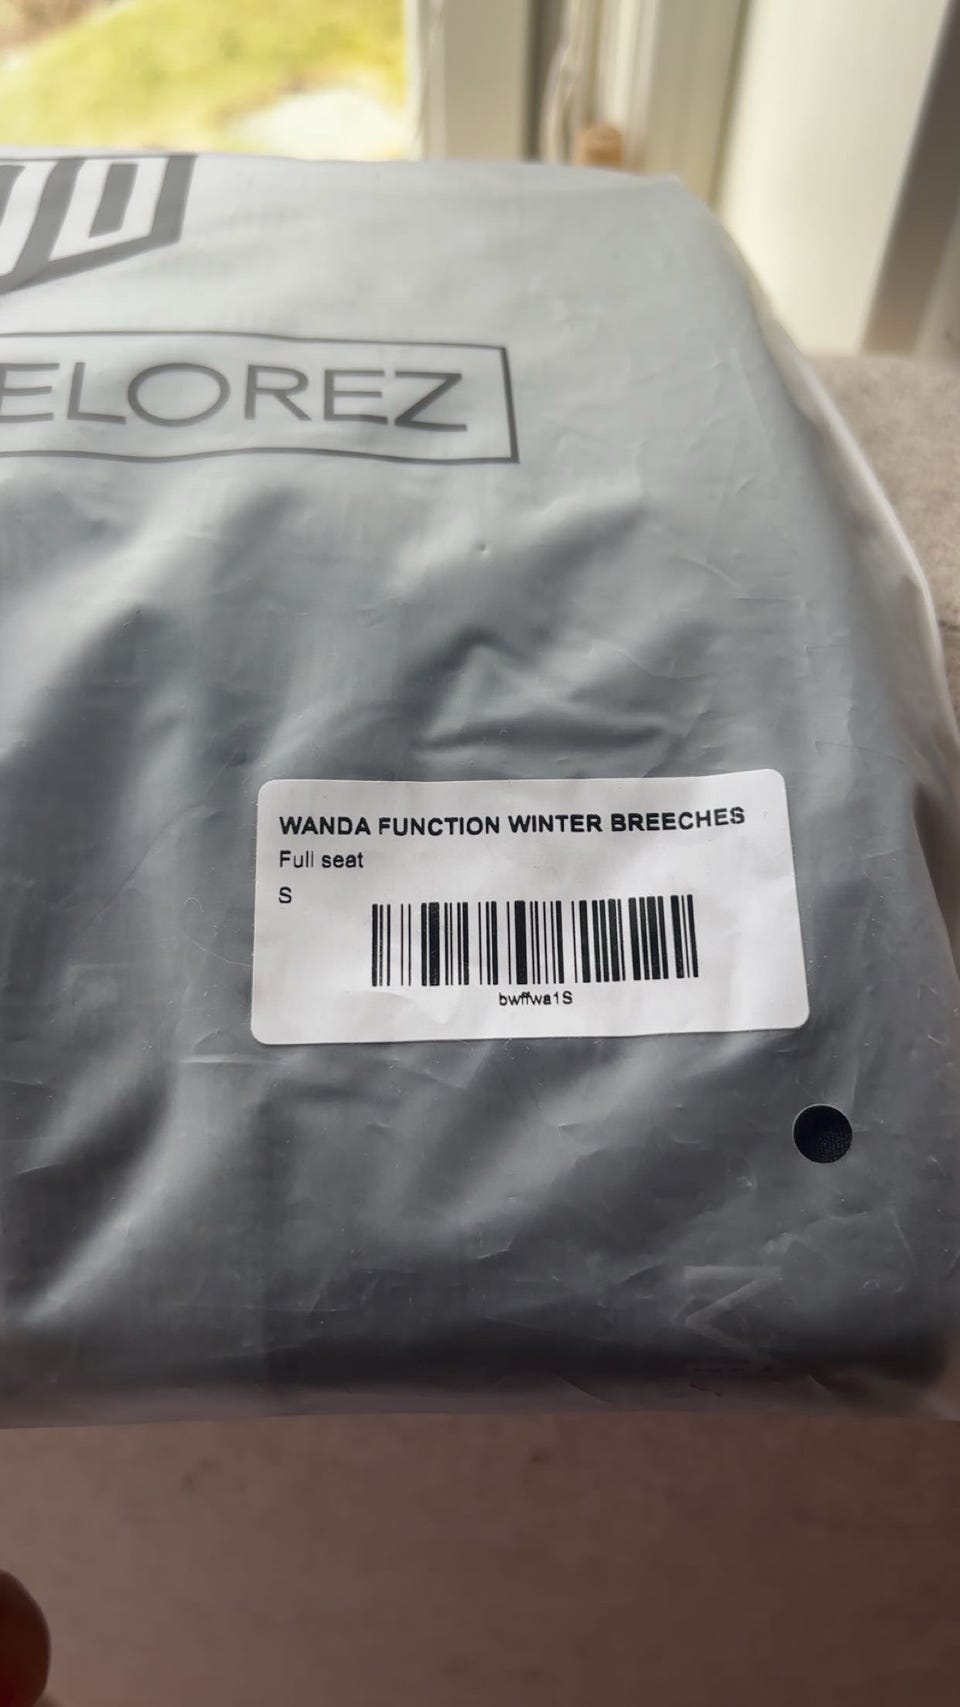 ELOREZ
WANDA FUNCTION WINTER BREECHES
Full seat
S
bwffwa1S